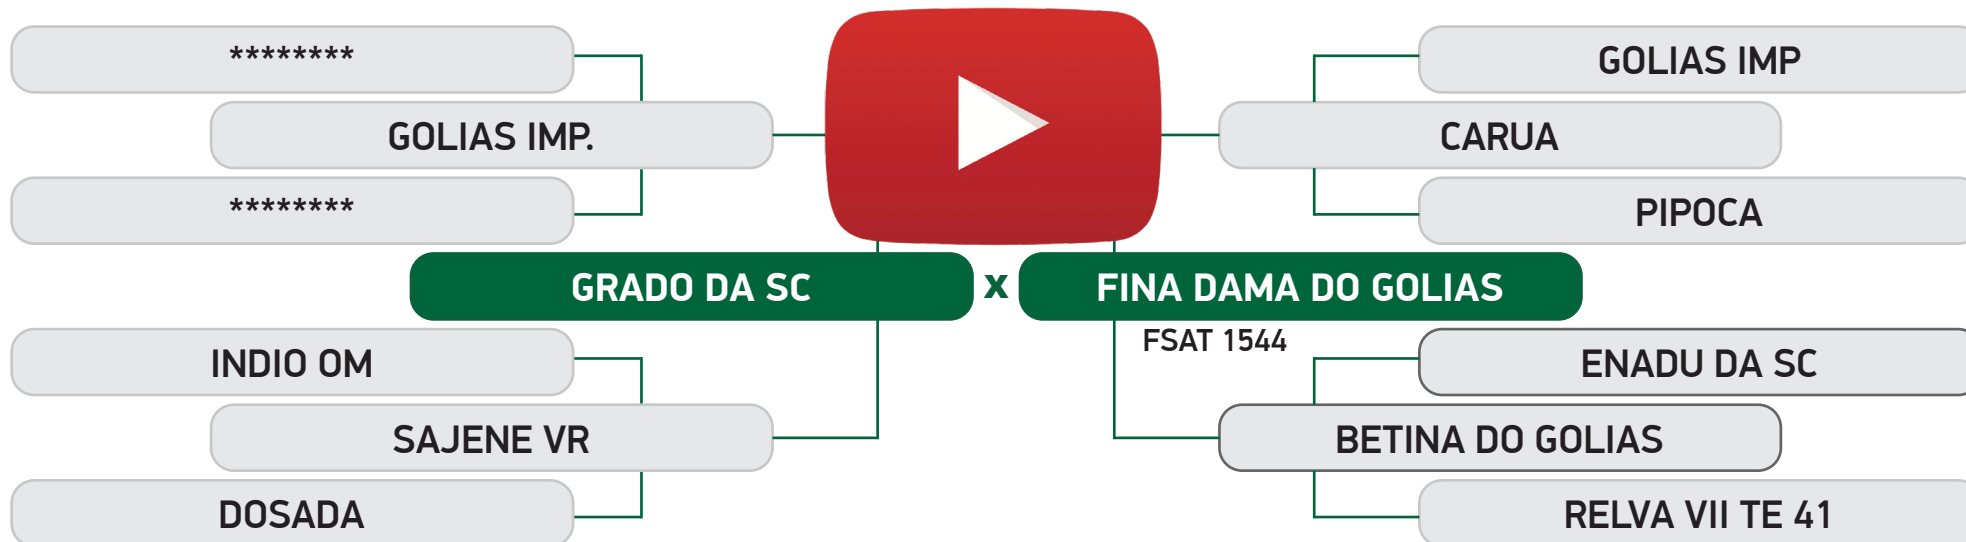 ********
GOLIAS IMP
GOLIAS IMP.
CARUA
********
PIPOCA
GRADO DA SC x FINA DAMA DO GOLIAS
FSAT 1544
INDIO OM
ENADU DA SC
SAJENE VR
BETINA DO GOLIAS
DOSADA
RELVA VII TE 41